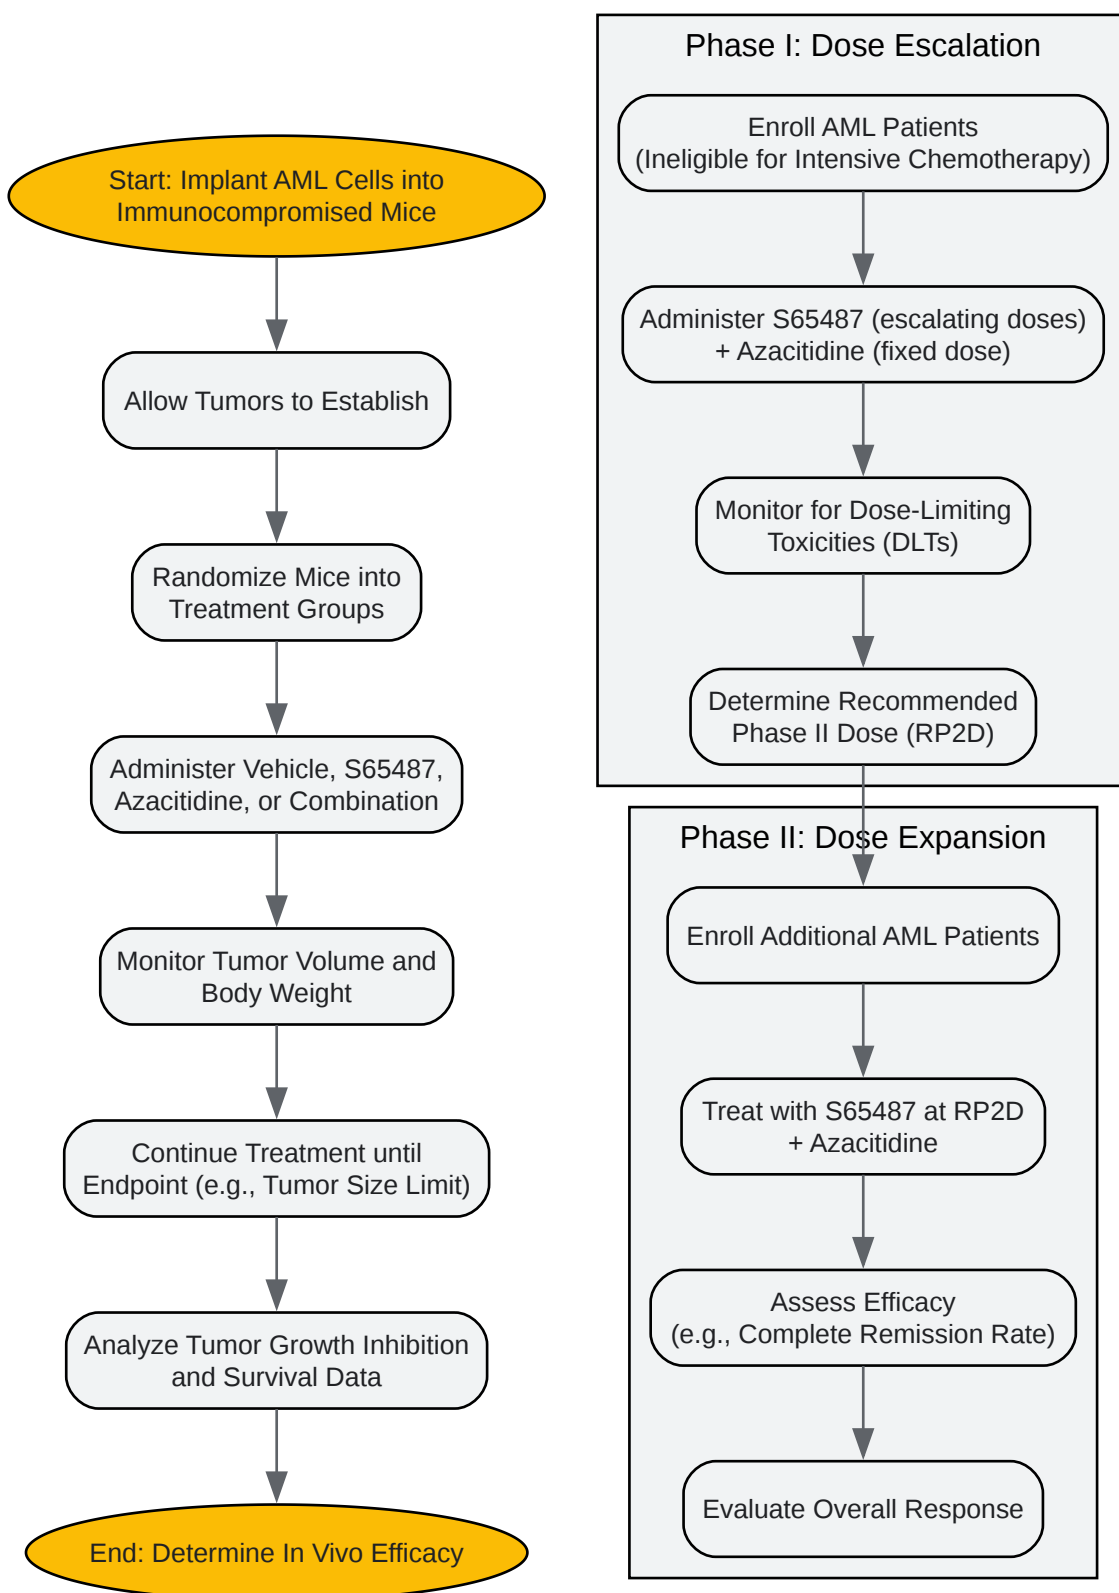 Start: Implant AML Cells into
Immunocompromised Mice
Allow Tumors to Establish
Randomize Mice into
Treatment Groups
Administer Vehicle, S65487,
Azacitidine, or Combination
Monitor Tumor Volume and
Body Weight
Continue Treatment until
Endpoint (e.g., Tumor Size Limit)
Analyze Tumor Growth Inhibition
and Survival Data
End: Determine In Vivo Efficacy
Phase I: Dose Escalation
Enroll AML Patients
(Ineligible for Intensive Chemotherapy)
Administer S65487 (escalating doses)
+ Azacitidine (fixed dose)
Monitor for Dose-Limiting
Toxicities (DLTs)
Determine Recommended
Phase II Dose (RP2D)
Phase II: Dose Expansion
Enroll Additional AML Patients
Treat with S65487 at RP2D
+ Azacitidine
Assess Efficacy
(e.g., Complete Remission Rate)
Evaluate Overall Response